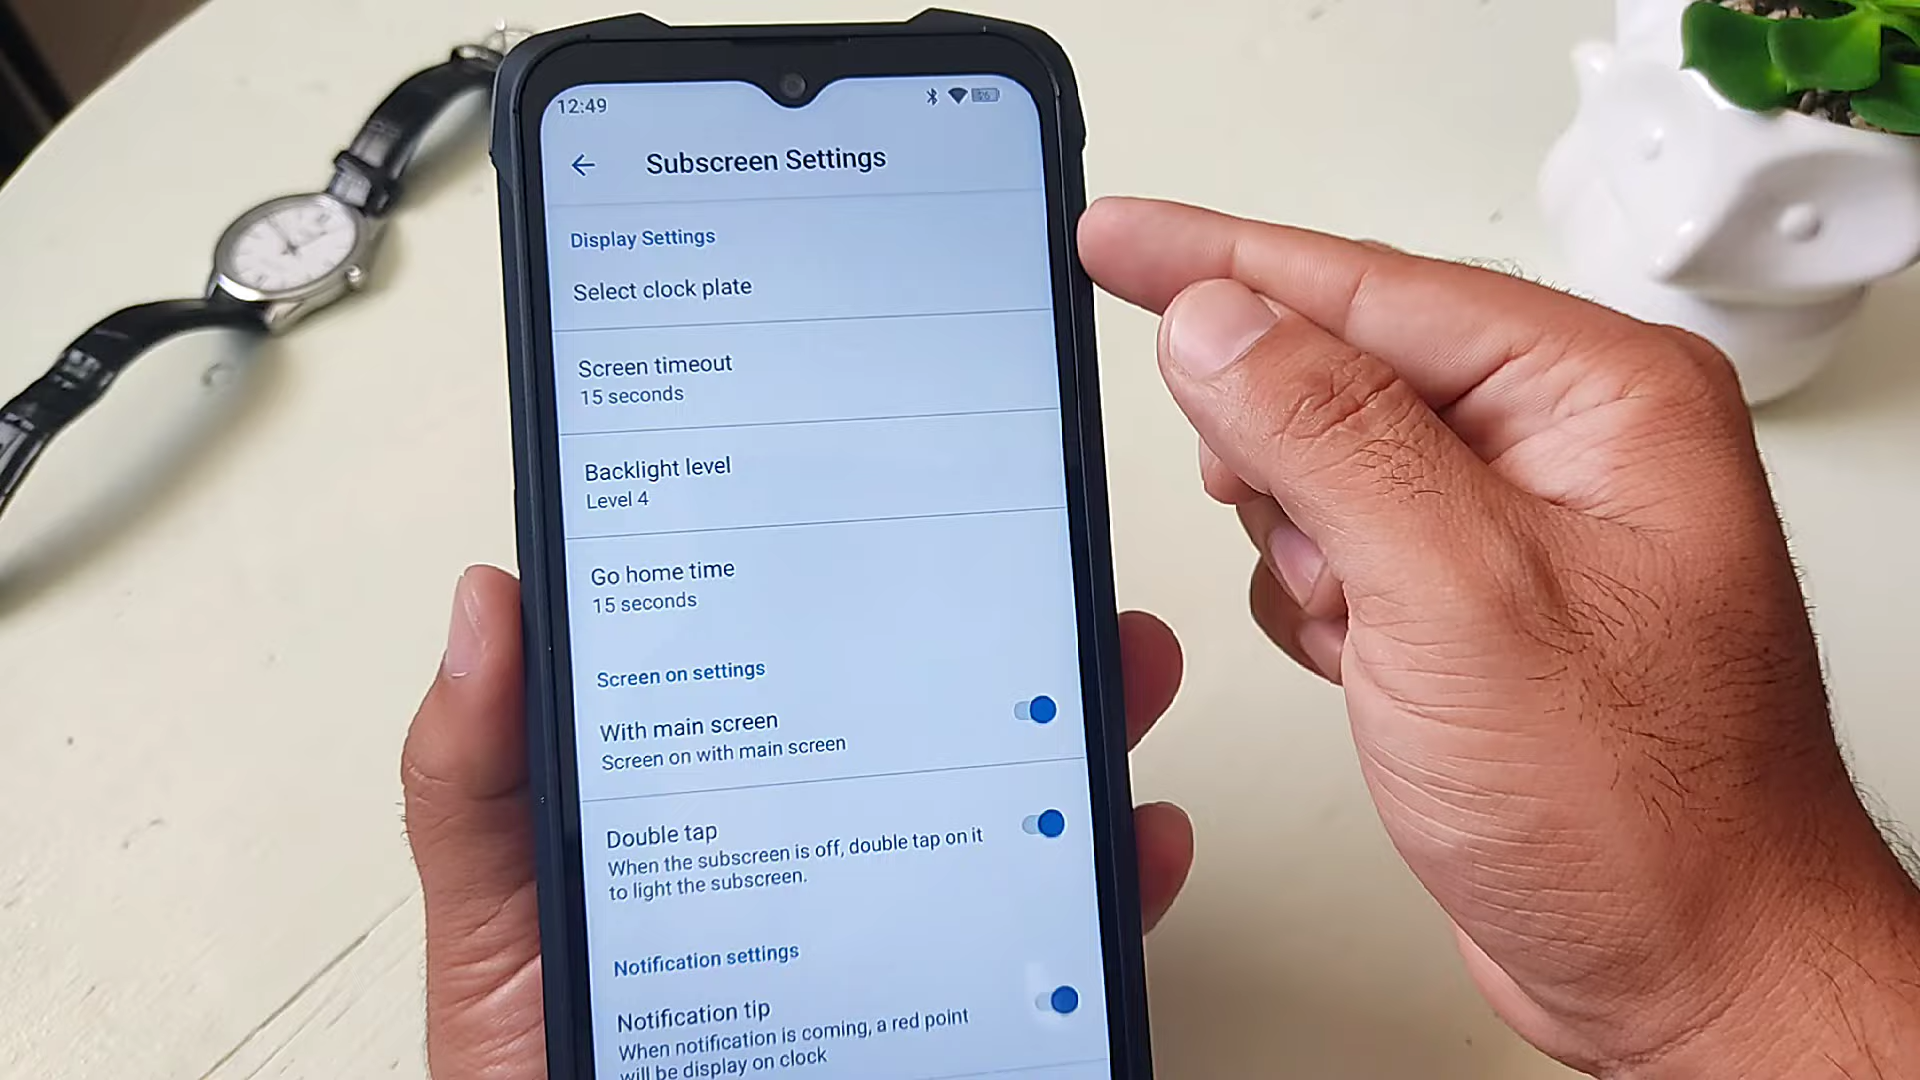 12:49
Subscreen Settings
Display Settings
Select clock plate
Screen timeout
15 seconds
Backlight level
Level 4
Go home time
15 seconds
Screen on settings
With main screen
Screen on with main screen
Double tap
When the subscreen is off, double tap on it
to light the subscreen.
Notification settings
Notification tip
When notification is coming, a red point
will be display on clock